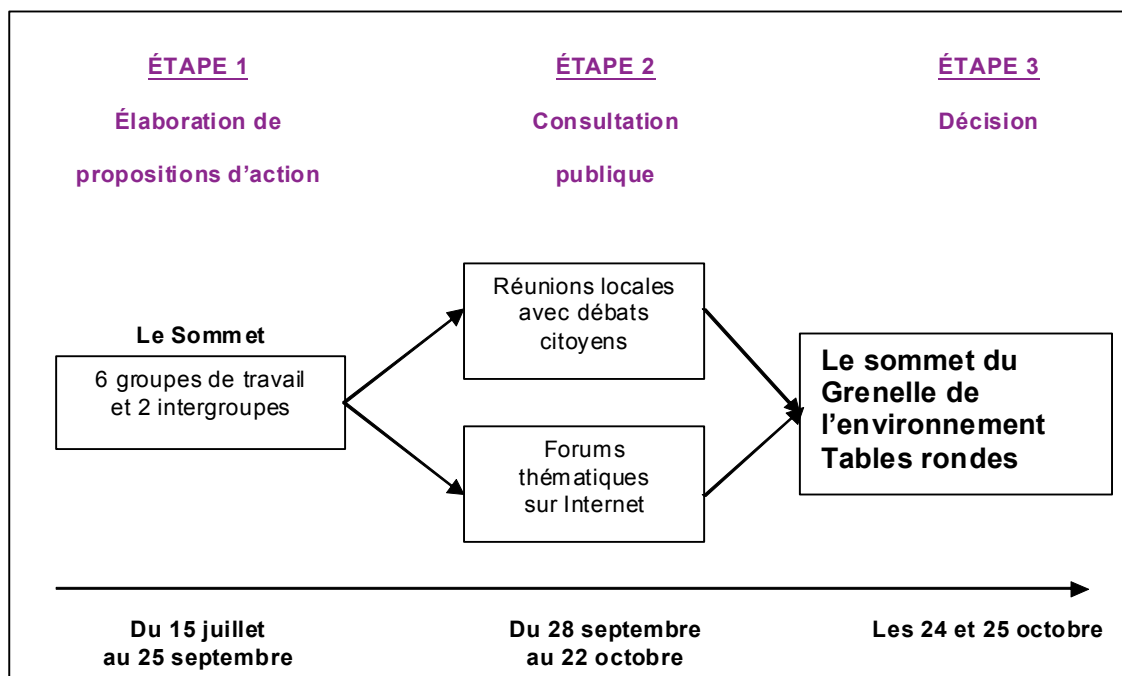 ÉTAPE 1
Élaboration de
propositions d’action
ÉTAPE 2
Consultation
publique
ÉTAPE 3
Décision
Le Sommet
6 groupes de travail
et 2 intergroupes
Réunions locales
avec débats
citoyens
Forums
thématiques
sur Internet
Le sommet du
Grenelle de
l’environnement
Tables rondes
Du 15 juillet
au 25 septembre
Du 28 septembre
au 22 octobre
Les 24 et 25 octobre